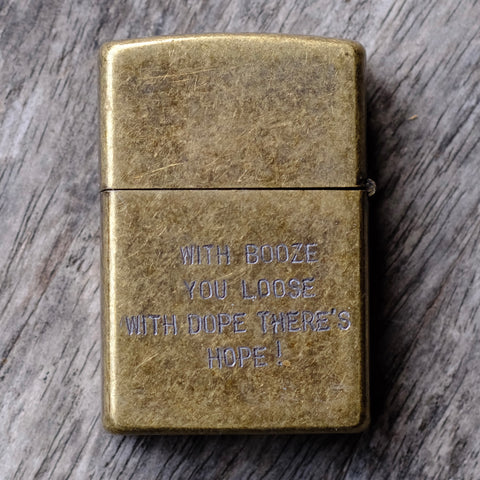 WITH BOOZE
YOU LOOSE
WITH DOPE THERE'S
HOPE!